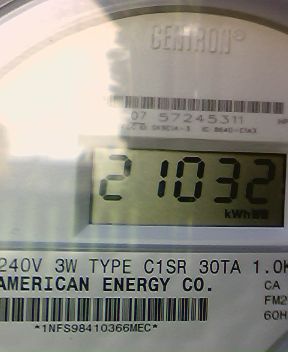 CENTRON®
07 57245311
21032
kWh
240V 3W TYPE C1SR 30TA 1.0K
AMERICAN ENERGY CO.
CA
FM2
60H
*1NFS98410366MEC*